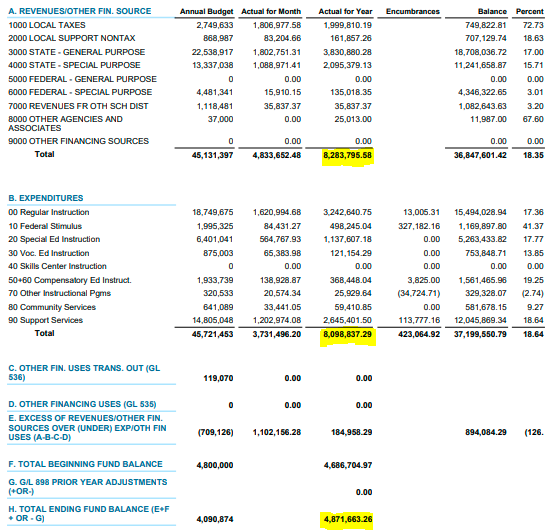 A. REVENUES/OTHER FIN. SOURCE Annual Budget Actual for Month Actual for Year Encumbrances Balance Percent
1000 LOCAL TAXES 2,749,633 1,806,977.58 1,999,810.19 749,822.81 72.73
2000 LOCAL SUPPORT NONTAX 868,987 83,204.66 161,857.26 707,129.74 18.63
3000 STATE - GENERAL PURPOSE 22,538,917 1,802,751.31 3,830,880.28 18,708,036.72 17.00
4000 STATE - SPECIAL PURPOSE 13,337,038 1,088,971.41 2,095,379.13 11,241,658.87 15.71
5000 FEDERAL - GENERAL PURPOSE 0 0.00 0.00 0.00 0.00
6000 FEDERAL - SPECIAL PURPOSE 4,481,341 15,910.15 135,018.35 4,346,322.65 3.01
7000 REVENUES FR OTH SCH DIST 1,118,481 35,837.37 35,837.37 1,082,643.63 3.20
8000 OTHER AGENCIES AND 37,000 0.00 25,013.00 11,987.00 67.60
ASSOCIATES
9000 OTHER FINANCING SOURCES 0 0.00 0.00 0.00 0.00
Total 45,131,397 4,833,652.48 8,283,795.58 36,847,601.42 18.35
B. EXPENDITURES
00 Regular Instruction 18,749,675 1,620,994.68 3,242,640.75 13,005.31 15,494,028.94 17.36
10 Federal Stimulus 1,995,325 84,431.27 498,245.04 327,182.16 1,169,897.80 41.37
20 Special Ed Instruction 6,401,041 564,767.93 1,137,607.18 0.00 5,263,433.82 17.77
30 Voc. Ed Instruction 875,003 65,383.98 121,154.29 0.00 753,848.71 13.85
40 Skills Center Instruction 0 0.00 0.00 0.00 0.00 0.00
50+60 Compensatory Ed Instruct. 1,933,739 138,928.87 368,448.04 3,825.00 1,561,465.96 19.25
70 Other Instructional Pgms 320,533 20,574.34 25,929.64 (34,724.71) 329,328.07 (2.74)
80 Community Services 641,089 33,441.05 59,410.85 0.00 581,678.15 9.27
90 Support Services 14,805,048 1,202,974.08 2,645,401.50 113,777.16 12,045,869.34 18.64
Total 45,721,453 3,731,496.20 8,098,837.29 423,064.92 37,199,550.79 18.64
C. OTHER FIN. USES TRANS. OUT (GL
536) 119,070 0.00 0.00
D. OTHER FINANCING USES (GL 535) 0 0.00 0.00
E. EXCESS OF REVENUES/OTHER FIN.
SOURCES OVER (UNDER) EXP/OTH FIN (709,126) 1,102,156.28 184,958.29 894,084.29 (126.
USES (A-B-C-D)
F. TOTAL BEGINNING FUND BALANCE 4,800,000 4,686,704.97
G. G/L 898 PRIOR YEAR ADJUSTMENTS 0.00
(+OR-)
H. TOTAL ENDING FUND BALANCE (E+F 4,090,874 4,871,663.26
+ OR - G)